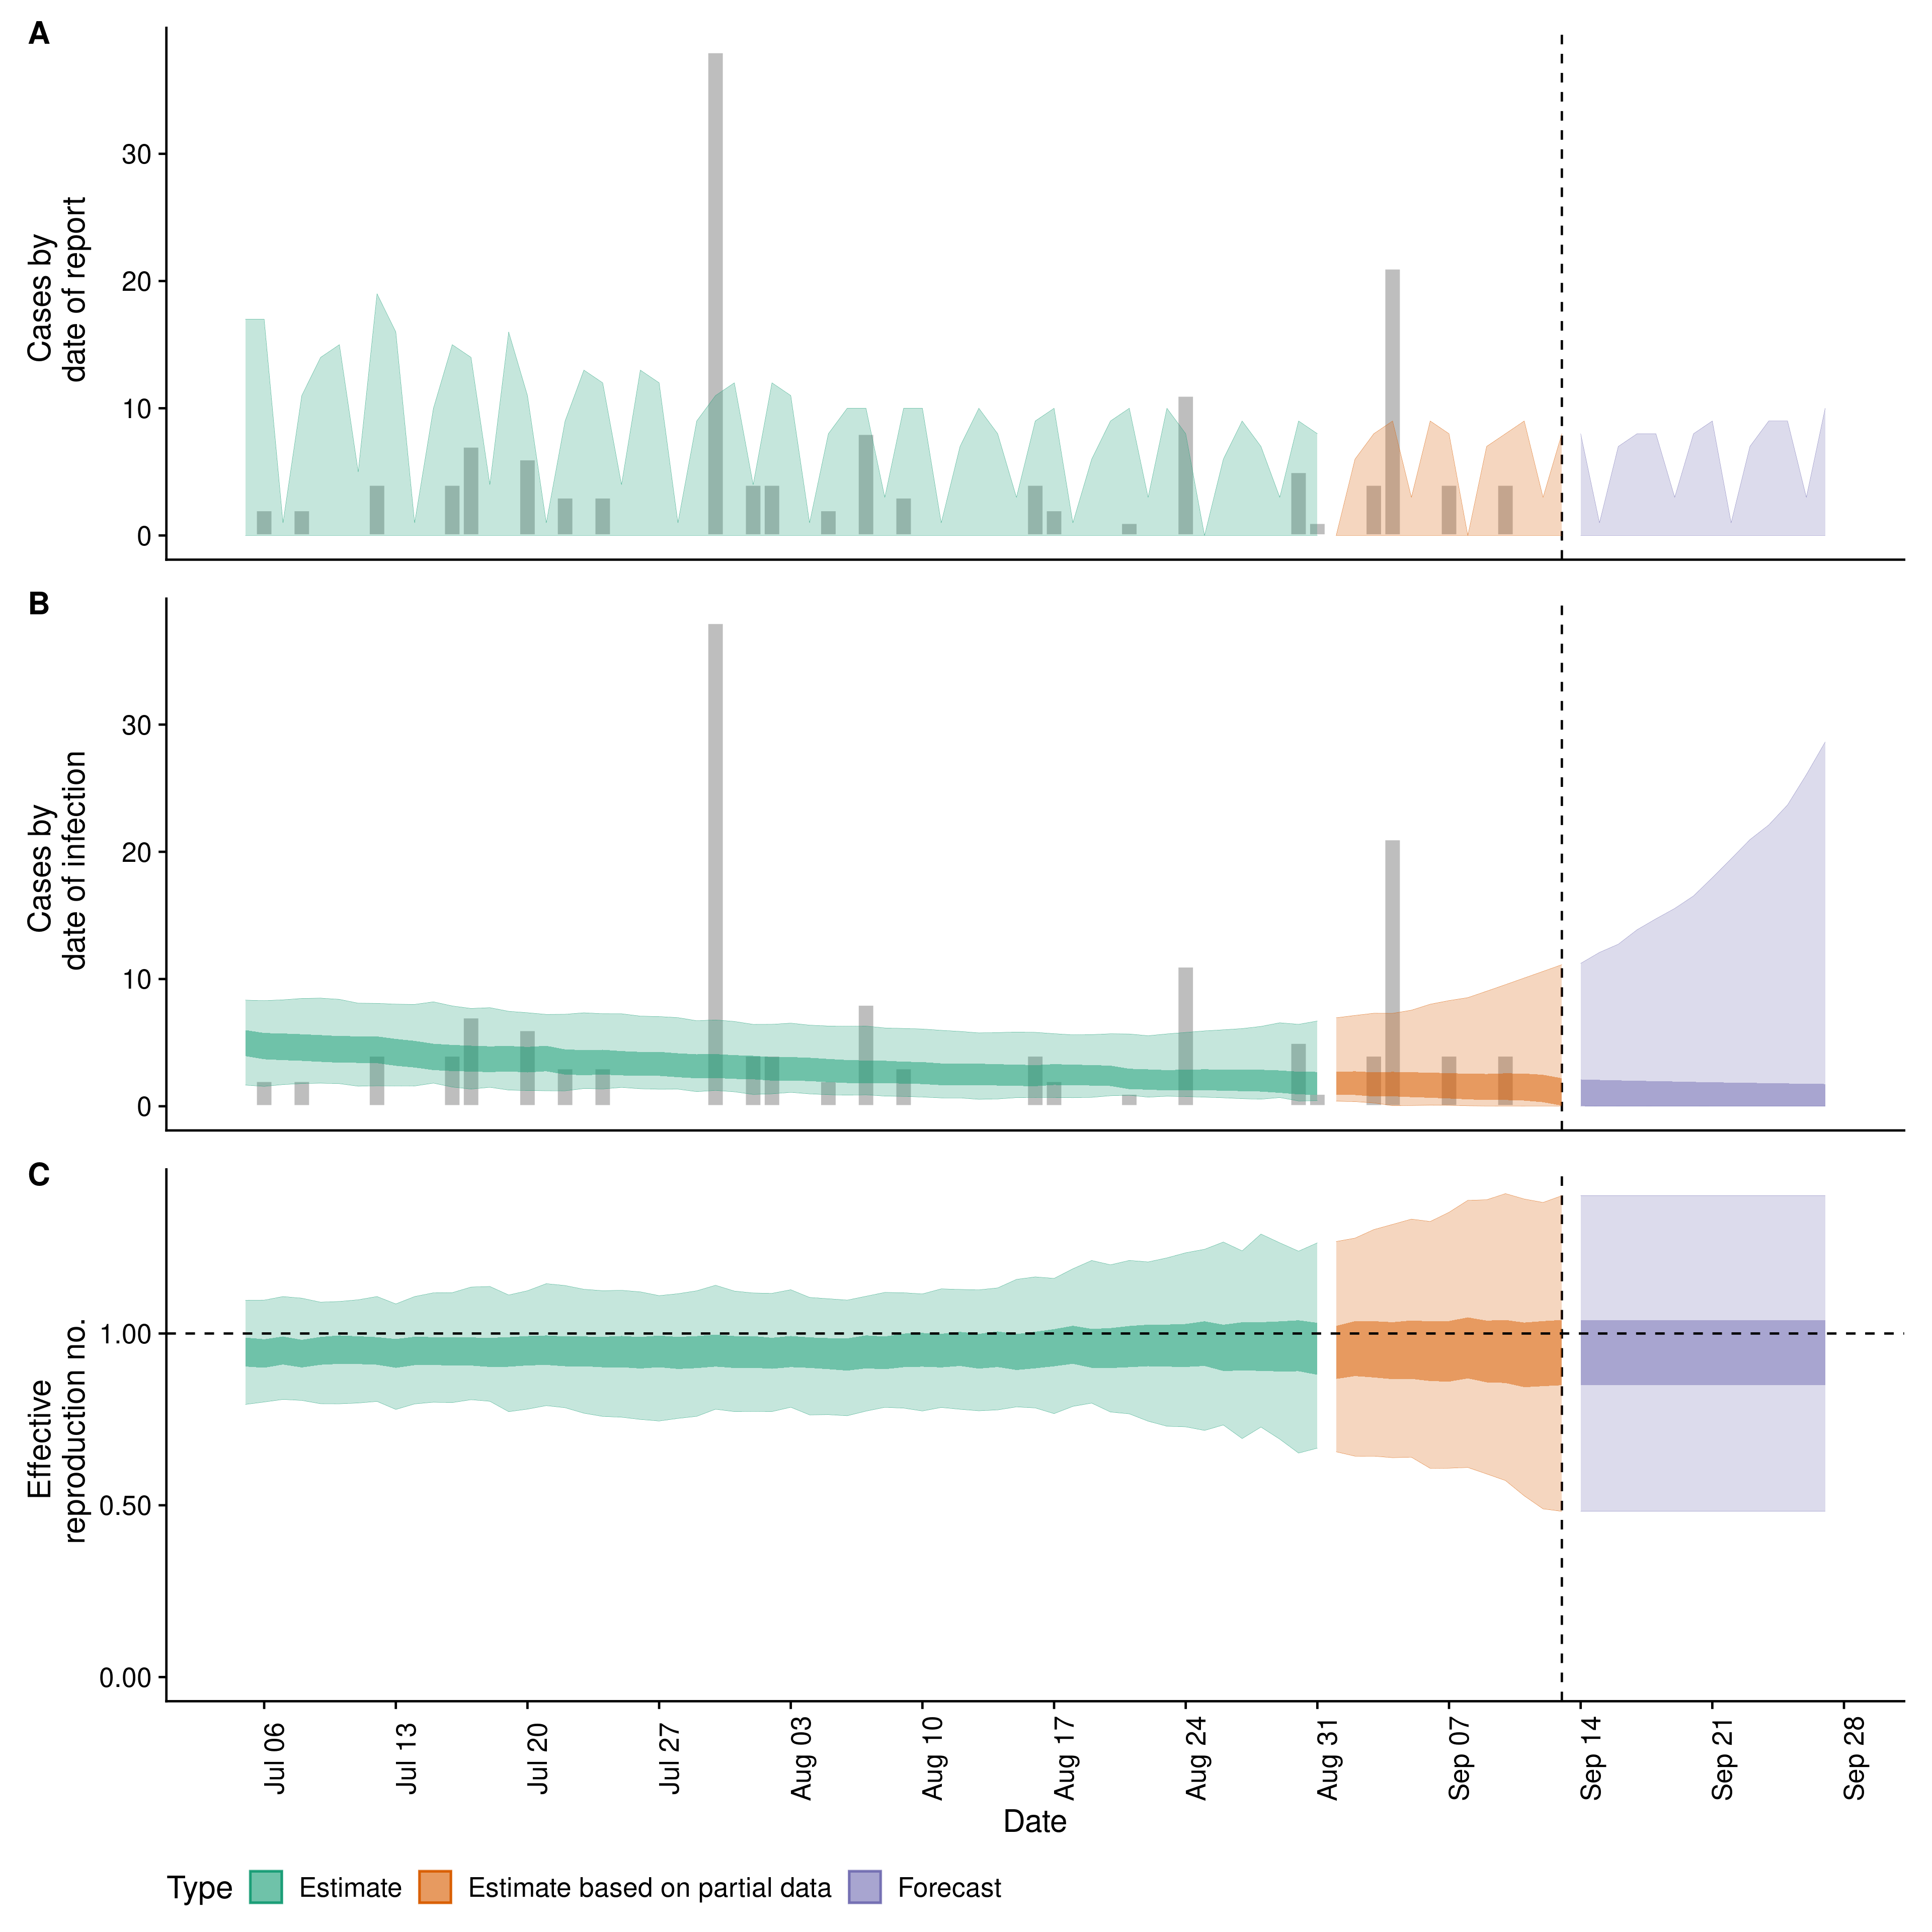 A
Cases by
date of report
30
20
10
0
B
Cases by
date of infection
30
20
10
0
C
Effective
reproduction no.
1.00
0.50
0.00
Jul 06
Jul 13
Jul 20
Jul 27
Aug 03
Aug 10
Aug 17
Aug 24
Aug 31
Sep 07
Sep 14
Sep 21
Sep 28
Date
Type Estimate Estimate based on partial data Forecast